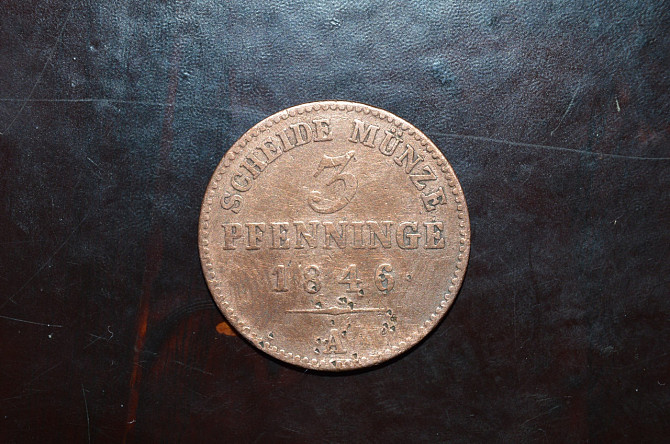 SCHEIDE MÜNZE
3
PFENNINGE
1846
A